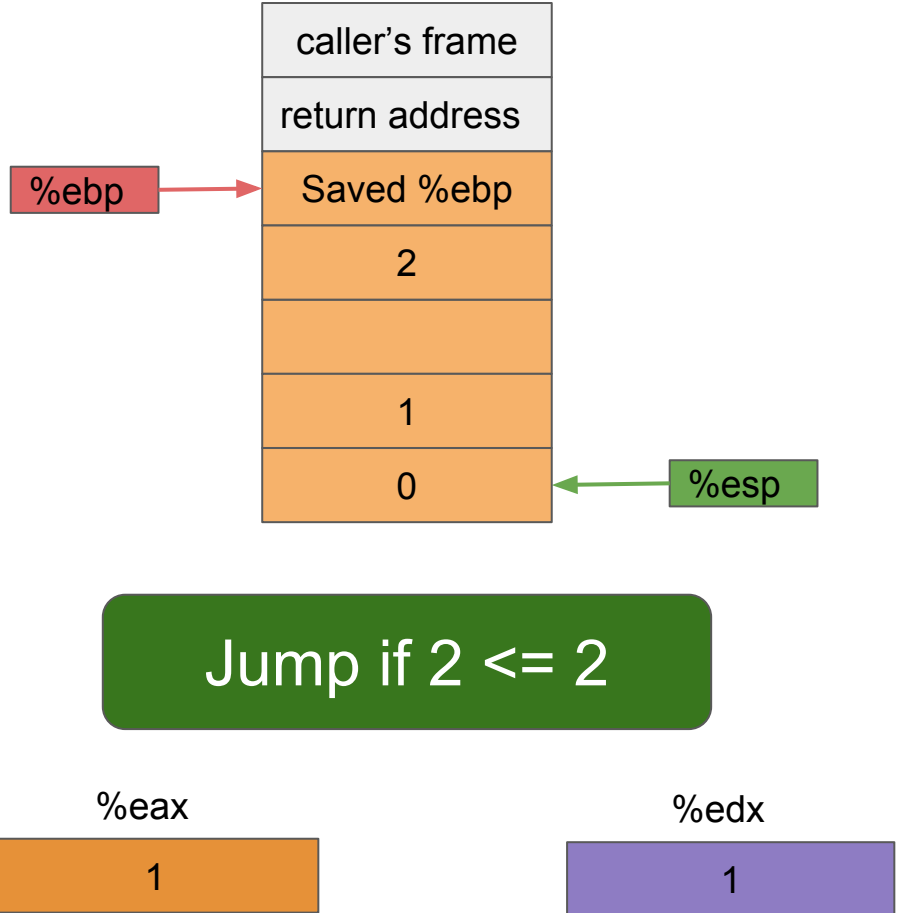 caller’s frame
return address
%ebp
Saved %ebp
2
1
0
%esp
Jump if 2 <= 2
%eax
%edx
1
1